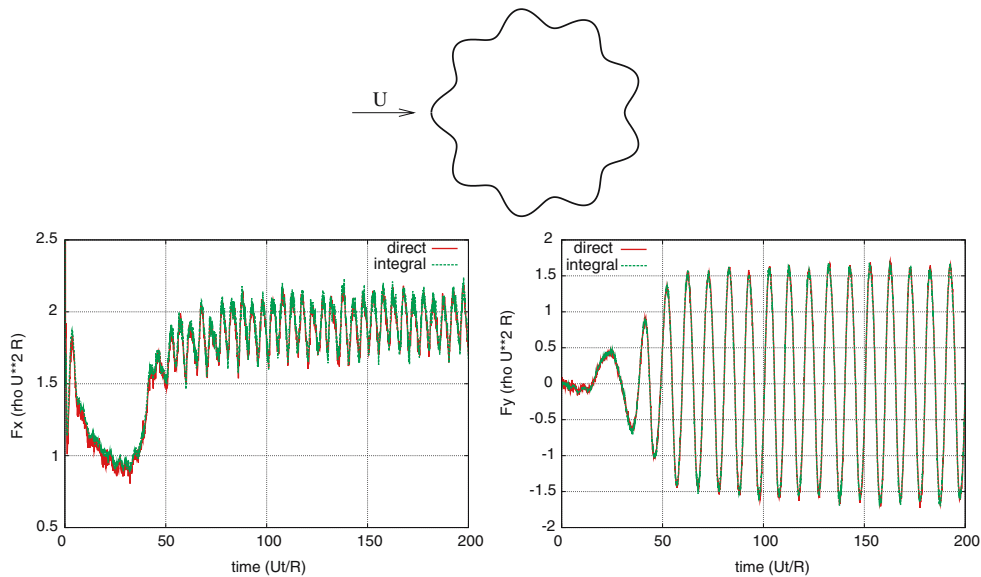 U
2.5
2
1.5
1
0.5
0
50
100
150
200
Fx (rho U**2 R)
time (Ut/R)
direct
integral
2
1.5
1
0.5
0
-0.5
-1
-1.5
-2
0
50
100
150
200
Fy (rho U**2 R)
time (Ut/R)
direct
integral